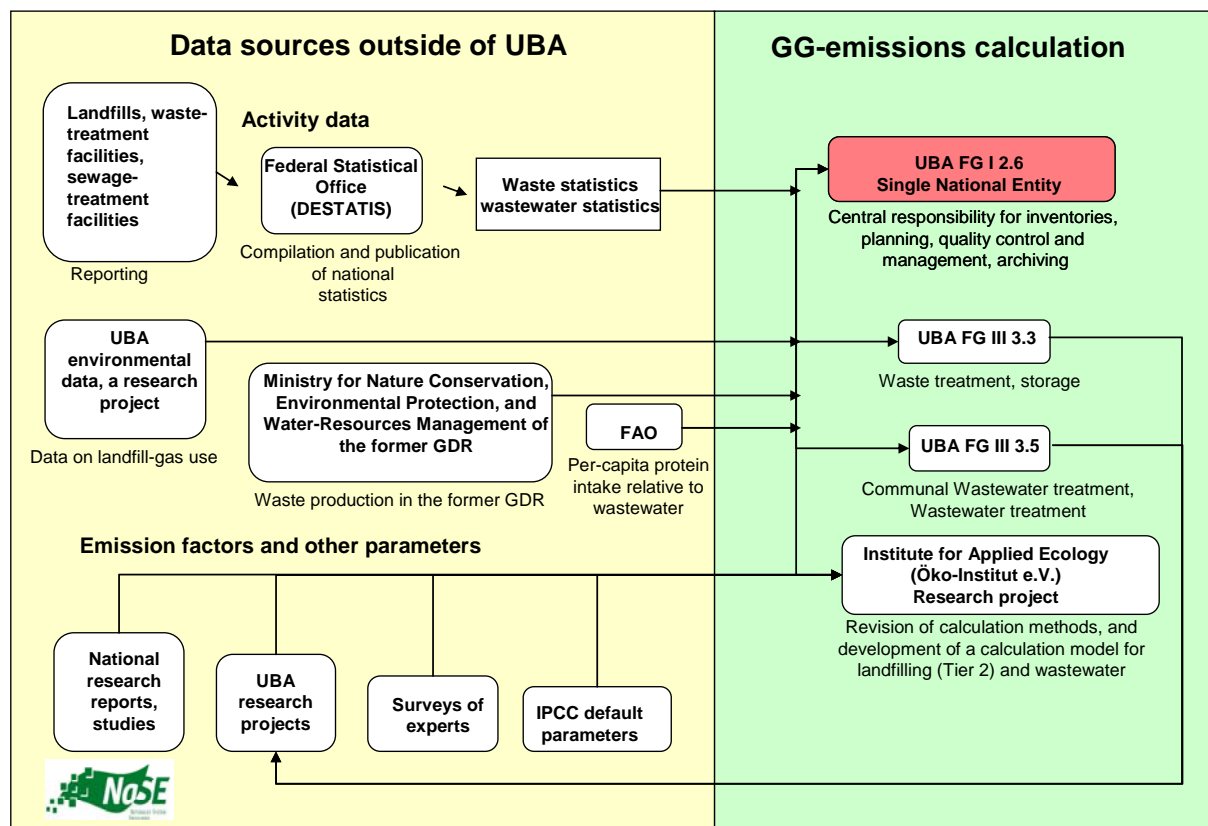 Data sources outside of UBA
GG-emissions calculation
Landfills, waste-
treatment
facilities,
sewage-
treatment
facilities
Reporting
Activity data
Federal Statistical
Office
(DESTATIS)
Compilation and publication
of national
statistics
Waste statistics
wastewater statistics
UBA FG I 2.6
Single National Entity
Central responsibility for inventories,
planning, quality control and
management, archiving
UBA
environmental
data, a research
project
Data on landfill-gas use
Ministry for Nature Conservation,
Environmental Protection, and
Water-Resources Management of
the former GDR
Waste production in the former GDR
FAO
Per-capita protein
intake relative to
wastewater
UBA FG III 3.3
Waste treatment, storage
UBA FG III 3.5
Communal Wastewater treatment,
Wastewater treatment
Emission factors and other parameters
Institute for Applied Ecology
(Öko-Institut e.V.)
Research project
Revision of calculation methods, and
development of a calculation model for
landfilling (Tier 2) and wastewater
National
research
reports,
studies
UBA
research
projects
Surveys of
experts
IPCC default
parameters
NaSE